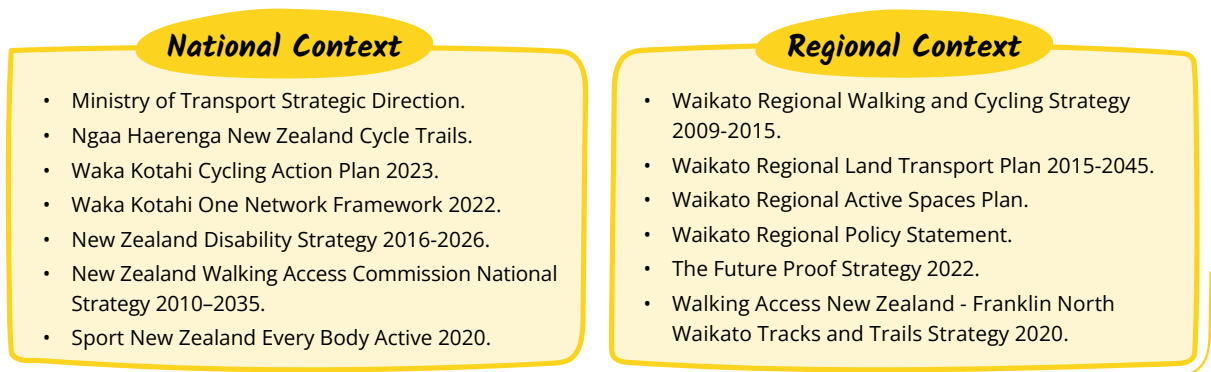 National Context
• Ministry of Transport Strategic Direction.
• Ngaa Haerenga New Zealand Cycle Trails.
• Waka Kotahi Cycling Action Plan 2023.
• Waka Kotahi One Network Framework 2022.
• New Zealand Disability Strategy 2016-2026.
• New Zealand Walking Access Commission National
Strategy 2010–2035.
• Sport New Zealand Every Body Active 2020.
Regional Context
• Waikato Regional Walking and Cycling Strategy
2009-2015.
• Waikato Regional Land Transport Plan 2015-2045.
• Waikato Regional Active Spaces Plan.
• Waikato Regional Policy Statement.
• The Future Proof Strategy 2022.
• Walking Access New Zealand - Franklin North
Waikato Tracks and Trails Strategy 2020.